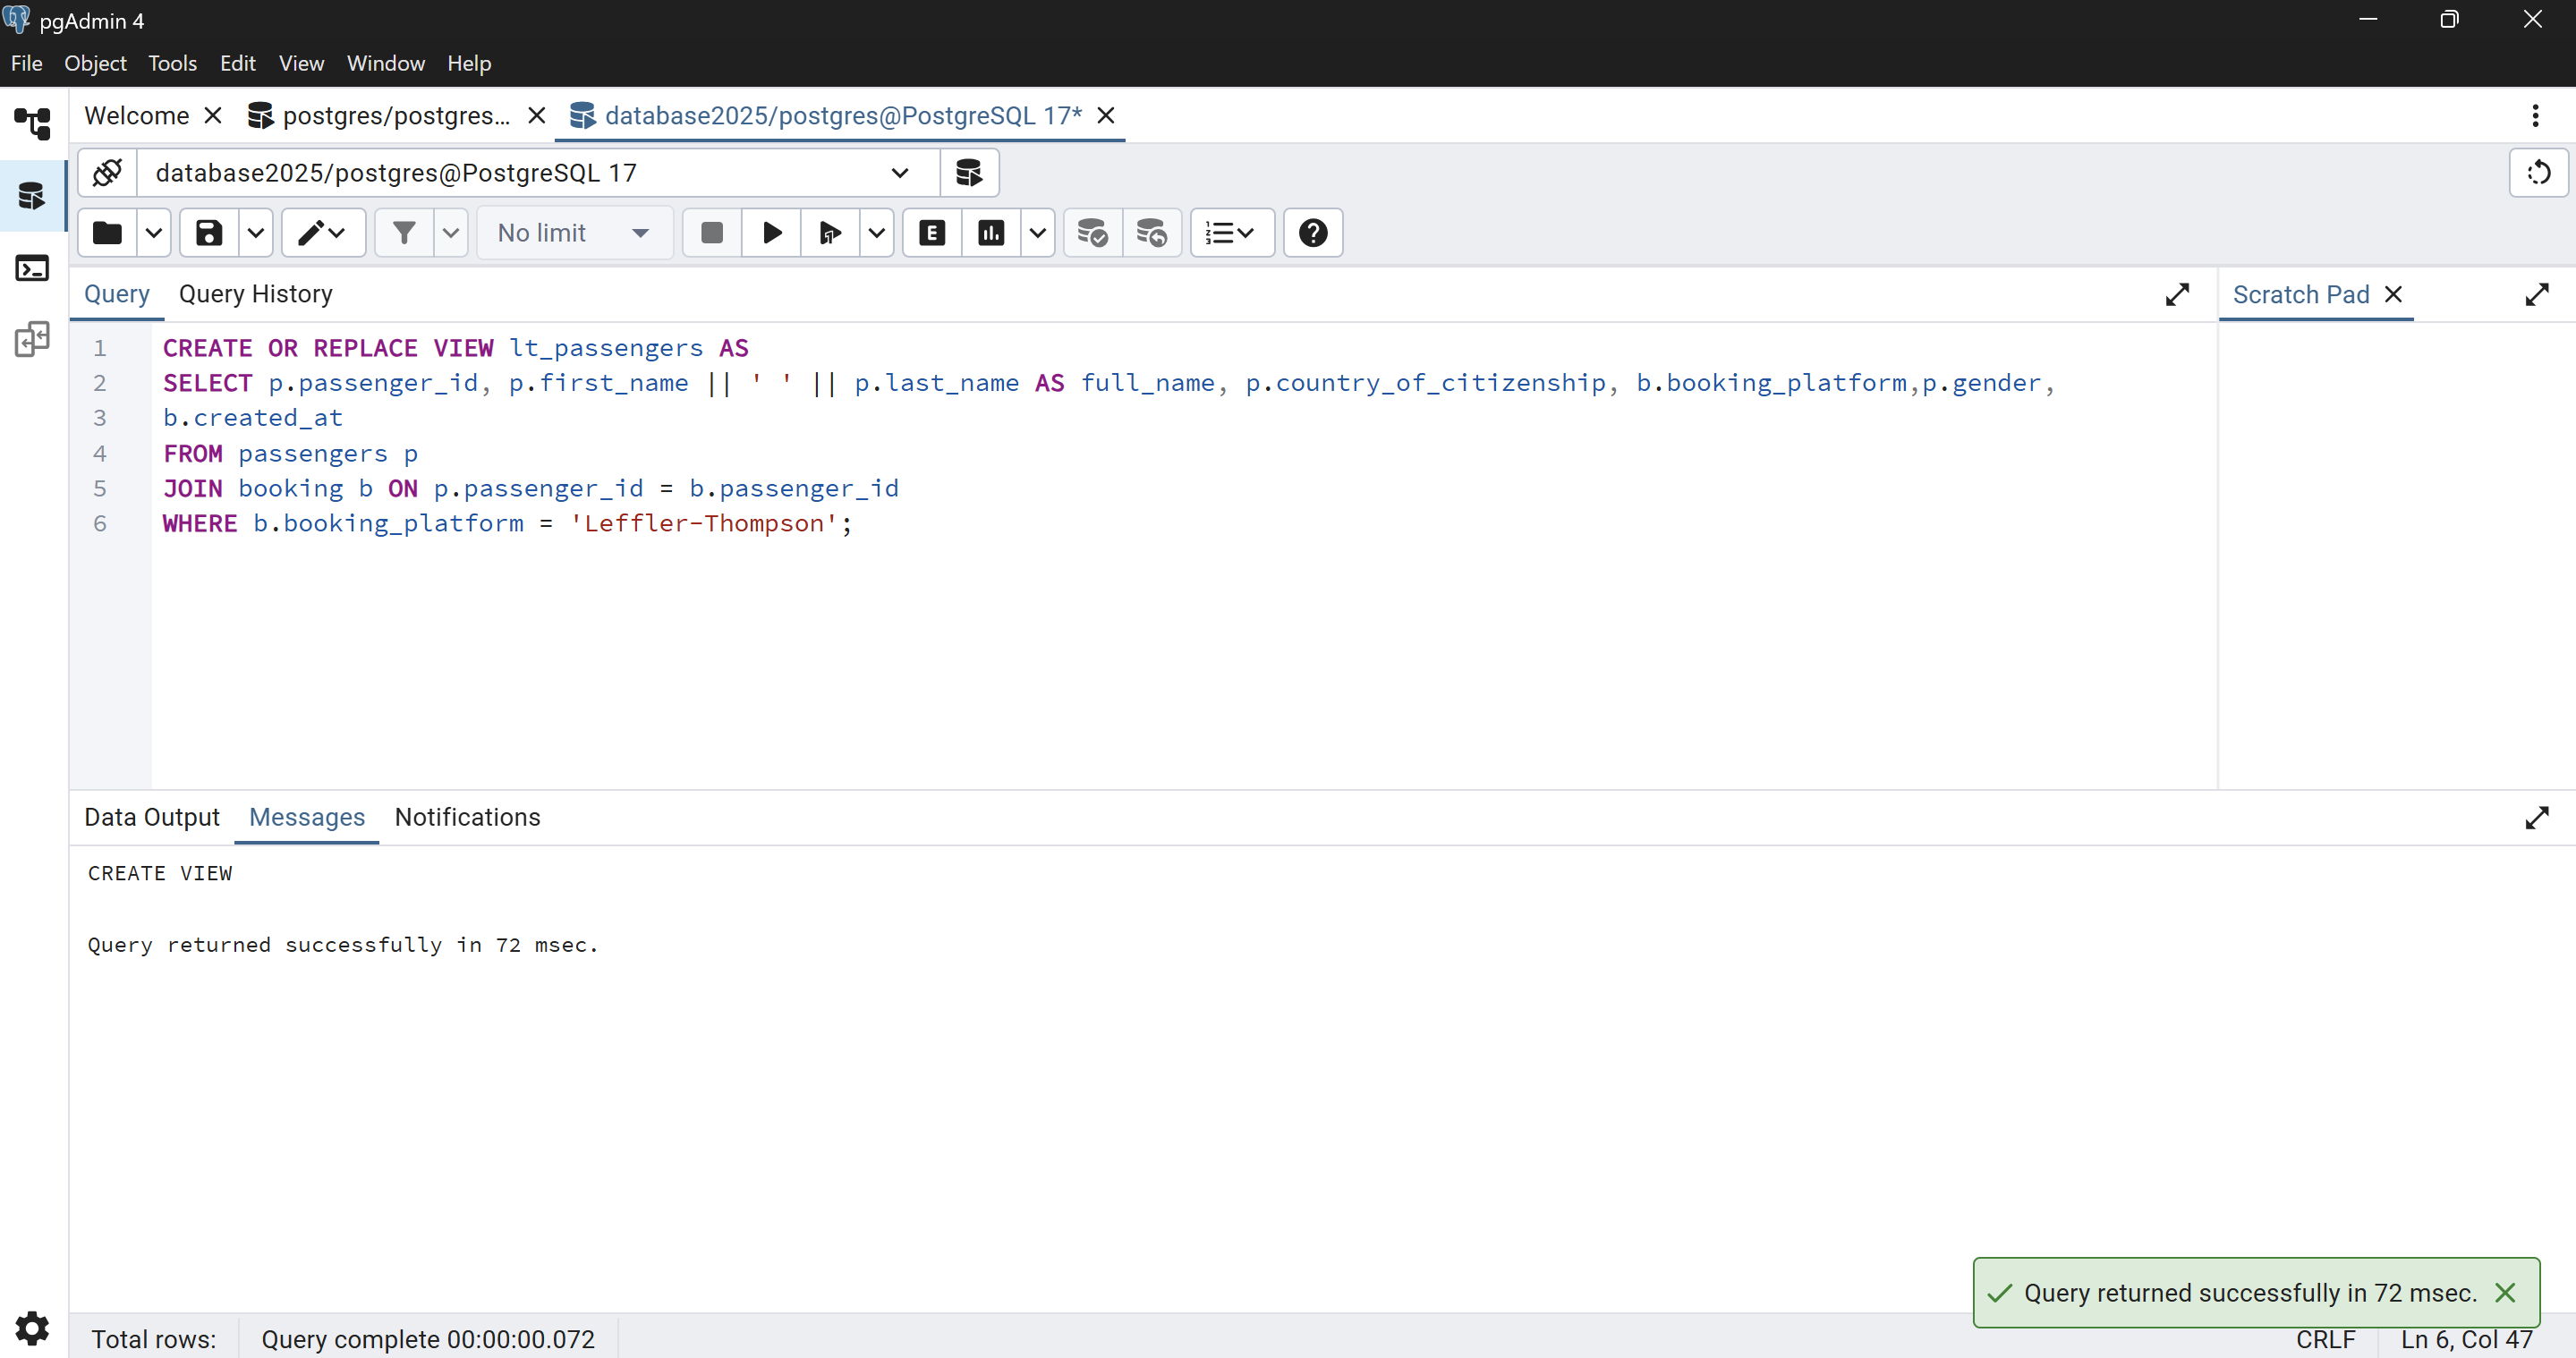 pgAdmin 4
File Object Tools Edit View Window Help
Welcome postgres/postgres... database2025/postgres@PostgreSQL 17*
database2025/postgres@PostgreSQL 17
No limit
Query Query History Scratch Pad
1 CREATE OR REPLACE VIEW lt_passengers AS
2 SELECT p.passenger_id, p.first_name || ' ' || p.last_name AS full_name, p.country_of_citizenship, b.booking_platform,p.gender,
3 b.created_at
4 FROM passengers p
5 JOIN booking b ON p.passenger_id = b.passenger_id
6 WHERE b.booking_platform = 'Leffler-Thompson';
Data Output Messages Notifications
CREATE VIEW
Query returned successfully in 72 msec.
Query returned successfully in 72 msec.
Total rows: Query complete 00:00:00.072 CRLF Ln 6, Col 47